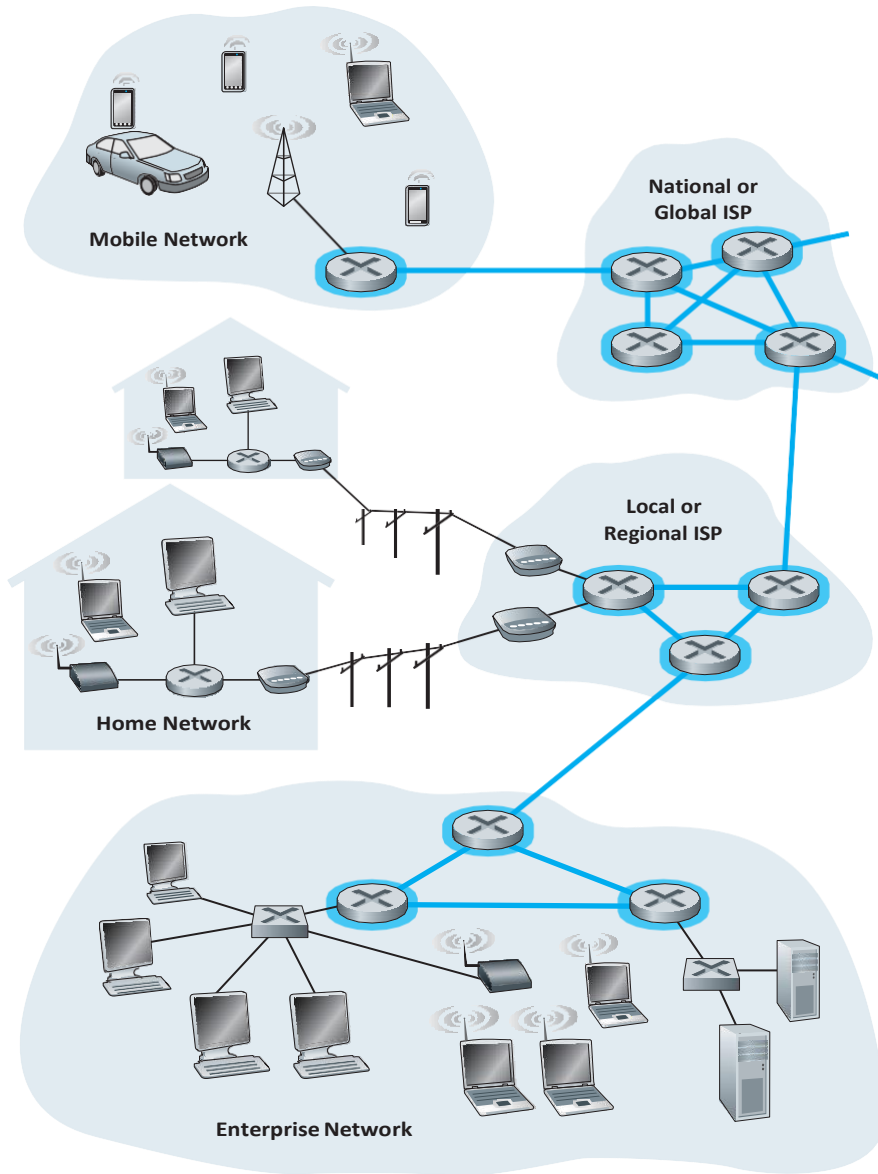 National or
Global ISP
Mobile Network
Local or
Regional ISP
Home Network
Enterprise Network